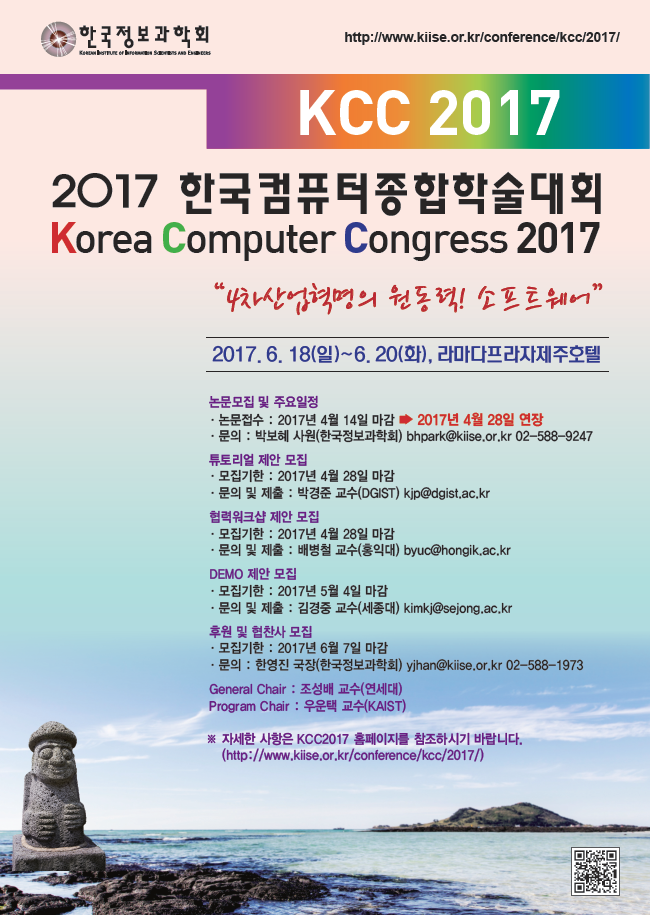 한국정보과학회
KOREAN INSTITUTE OF INFORMATION SCIENTISTS AND ENGINEERS
http://www.kiise.or.kr/conference/kcc/2017/
KCC 2017
2017 한국컴퓨터종합학술대회
Korea Computer Congress 2017
“4차산업혁명의 원동력! 소프트웨어”
2017. 6. 18(일)~6. 20(화), 라마다프라자제주호텔
논문모집 및 주요일정
· 논문접수 : 2017년 4월 14일 마감 ➡ 2017년 4월 28일 연장
· 문의 : 박보혜 사원(한국정보과학회) bhpark@kiise.or.kr 02-588-9247
튜토리얼 제안 모집
· 모집기한 : 2017년 4월 28일 마감
· 문의 및 제출 : 박경준 교수(DGIST) kjp@dgist.ac.kr
협력워크샵 제안 모집
· 모집기한 : 2017년 4월 28일 마감
· 문의 및 제출 : 배병철 교수(홍익대) byuc@hongik.ac.kr
DEMO 제안 모집
· 모집기한 : 2017년 5월 4일 마감
· 문의 및 제출 : 김경중 교수(세종대) kimkj@sejong.ac.kr
후원 및 협찬사 모집
· 모집기한 : 2017년 6월 7일 마감
· 문의 : 한영진 국장(한국정보과학회) yjhan@kiise.or.kr 02-588-1973
General Chair : 조성배 교수(연세대)
Program Chair : 우운택 교수(KAIST)
※ 자세한 사항은 KCC2017 홈페이지를 참조하시기 바랍니다.
(http://www.kiise.or.kr/conference/kcc/2017/)